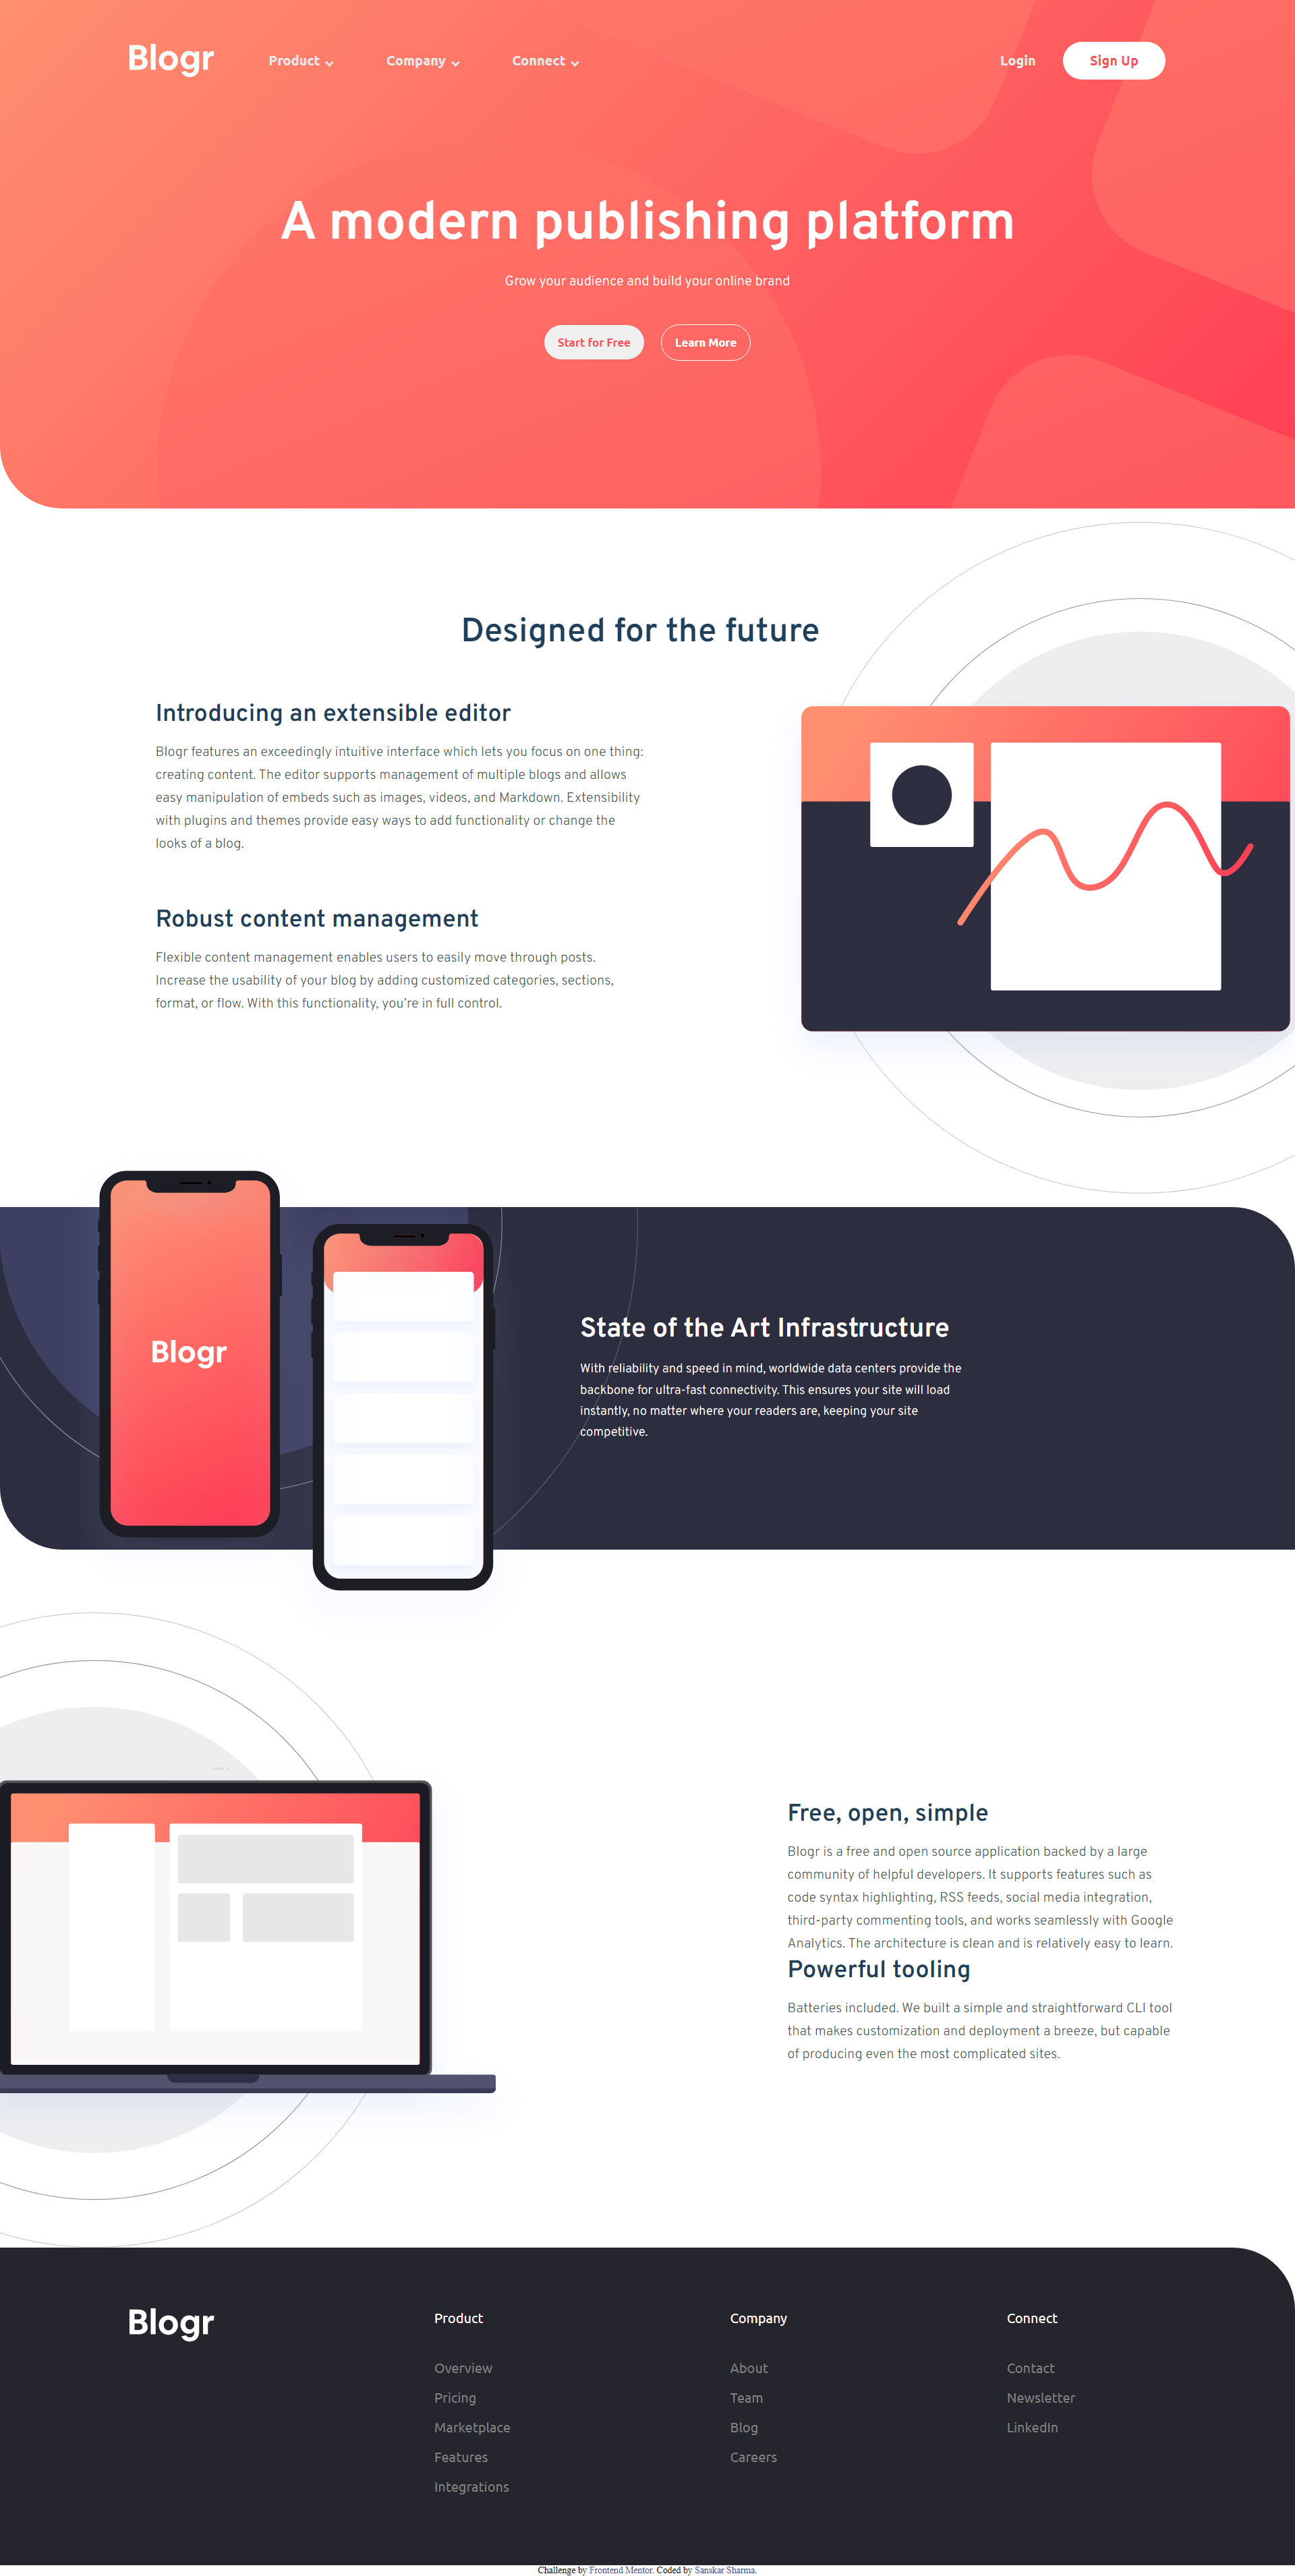 Blogr
Product
Company
Connect
Login
Sign Up
A modern publishing platform
Grow your audience and build your online brand
Start for Free
Learn More
Designed for the future
Introducing an extensible editor
Blogr features an exceedingly intuitive interface which lets you focus on one thing:
creating content. The editor supports management of multiple blogs and allows
easy manipulation of embeds such as images, videos, and Markdown. Extensibility
with plugins and themes provide easy ways to add functionality or change the
looks of a blog.
Robust content management
Flexible content management enables users to easily move through posts.
Increase the usability of your blog by adding customized categories, sections,
format, or flow. With this functionality, you're in full control.
Blogr
State of the Art Infrastructure
With reliability and speed in mind, worldwide data centers provide the
backbone for ultra-fast connectivity. This ensures your site will load
instantly, no matter where your readers are, keeping your site
competitive.
Free, open, simple
Blogr is a free and open source application backed by a large
community of helpful developers. It supports features such as
code syntax highlighting, RSS feeds, social media integration,
third-party commenting tools, and works seamlessly with Google
Analytics. The architecture is clean and is relatively easy to learn.
Powerful tooling
Batteries included. We built a simple and straightforward CLI tool
that makes customization and deployment a breeze, but capable
of producing even the most complicated sites.
Blogr
Product
Overview
Pricing
Marketplace
Features
Integrations
Company
About
Team
Blog
Careers
Connect
Contact
Newsletter
LinkedIn
Challenge by Frontend Mentor. Coded by Sanskar Sharma.